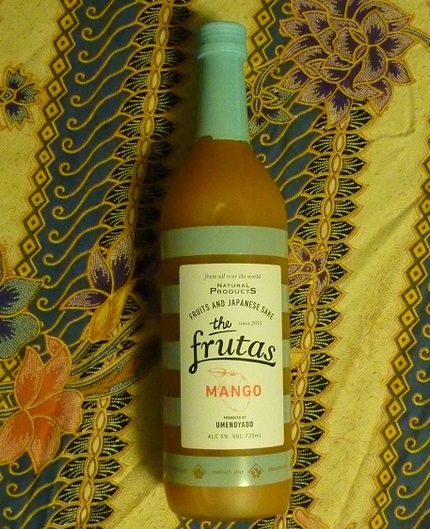 from all over the world
NATURAL
PRODUCTS
FRUITS AND JAPANESE SAKE
the
since 2013
frutas
MANGO
PRODUCED BY
UMENOYADO
ALC 5% VOL 720ml